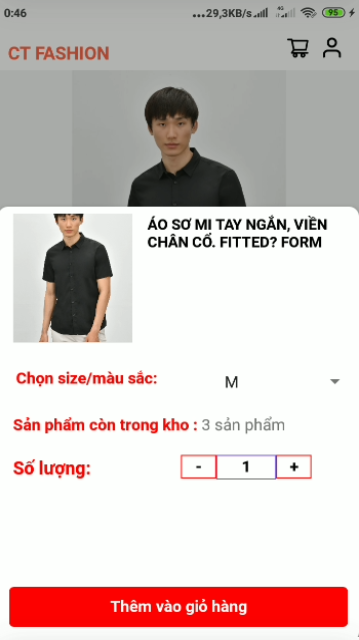 0:46
...29,3KB/s
4G
95
CT FASHION
ÁO SƠ MI TAY NGẮN, VIỀN
CHÂN CỔ. FITTED? FORM
Chọn size/màu sắc:
M
Sản phẩm còn trong kho : 3 sản phẩm
Số lượng:
- 1 +
Thêm vào giỏ hàng